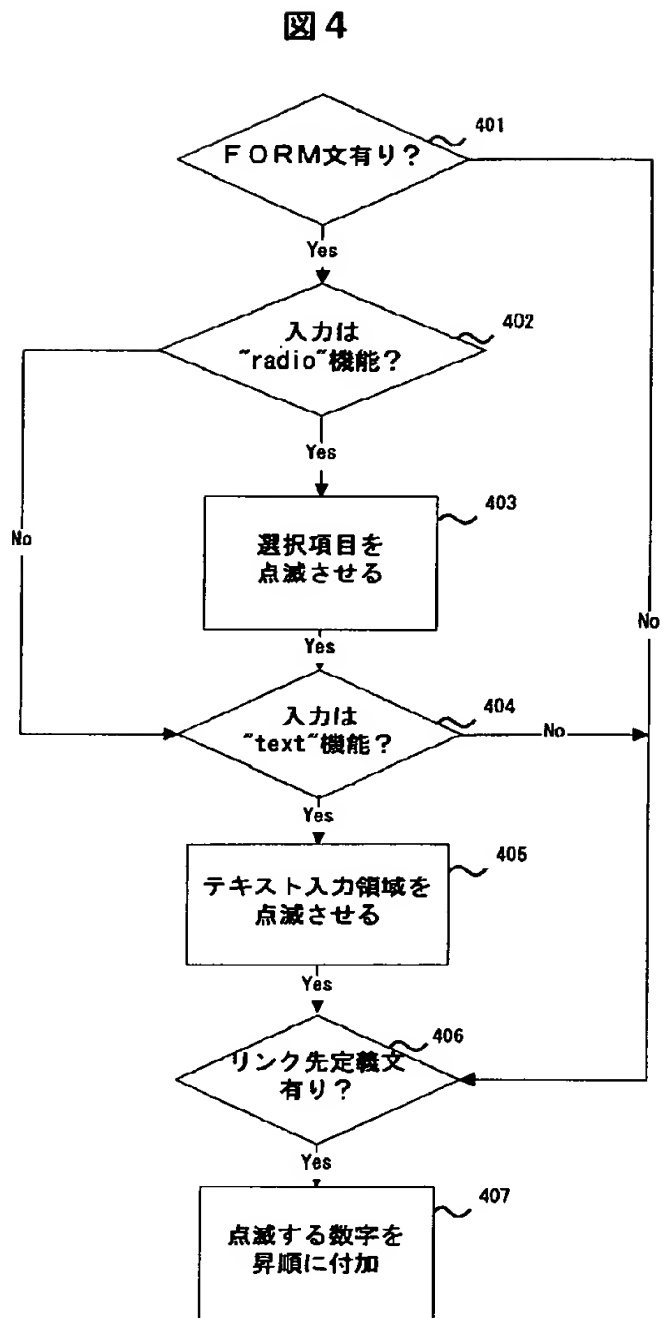 図４
ＦＯＲＭ文有り？
401
Yes
入力は
"radio"機能？
402
Yes
No
選択項目を
点滅させる
403
Yes
No
入力は
"text"機能？
404
No
Yes
テキスト入力領域を
点滅させる
405
Yes
リンク先定義文
有り？
406
Yes
点滅する数字を
昇順に付加
407